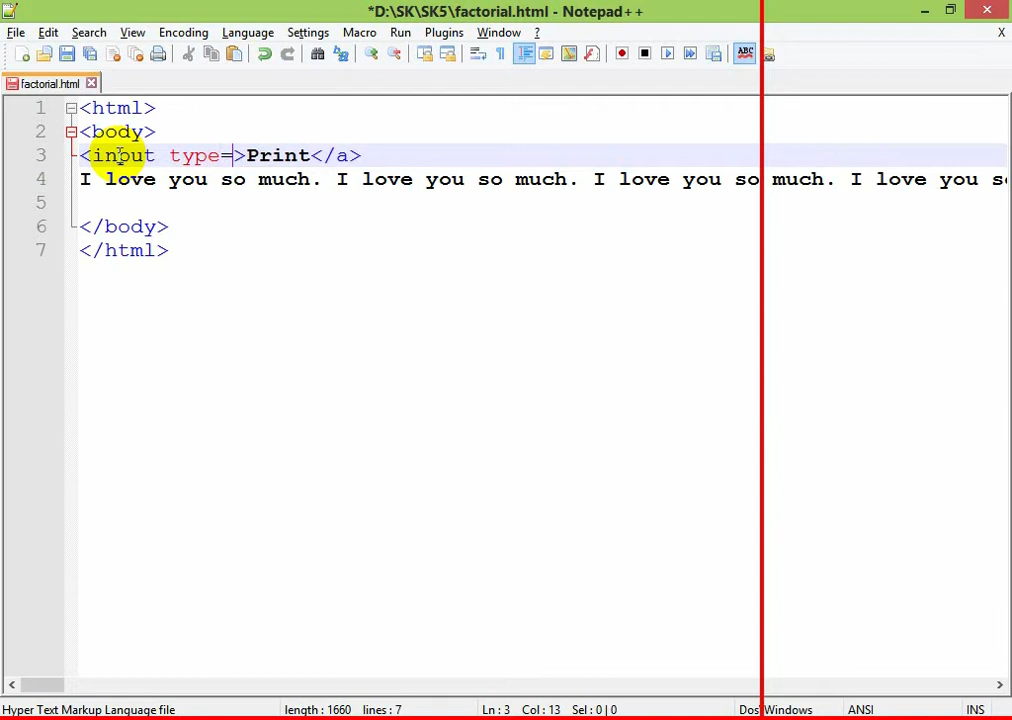 *D:\SK\SK5\factorial.html - Notepad++
File Edit Search View Encoding Language Settings Macro Run Plugins Window ? X
ABC
factorial.html
1 <html>
2 <body>
3 <input type=>Print</a>
4 I love you so much. I love you so much. I love you so much. I love you so
5
6 </body>
7 </html>
Hyper Text Markup Language file length : 1660 lines : 7 Ln : 3 Col : 13 Sel : 0 | 0 Dos\Windows ANSI INS